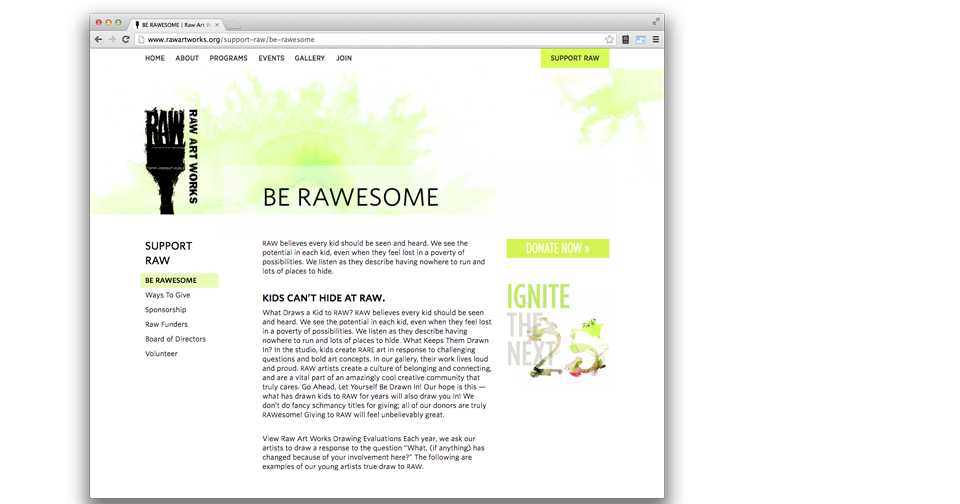 BE RAWESOME | Raw Art W
www.rawartworks.org/support-raw/be-rawesome
HOME ABOUT PROGRAMS EVENTS GALLERY JOIN
SUPPORT RAW
RAW
RAW ART WORKS
BE RAWESOME
SUPPORT
RAW
BE RAWESOME
Ways To Give
Sponsorship
Raw Funders
Board of Directors
Volunteer
RAW believes every kid should be seen and heard. We see the
potential in each kid, even when they feel lost in a poverty of
possibilities. We listen as they describe having nowhere to run and
lots of places to hide.
KIDS CAN'T HIDE AT RAW.
What Draws a Kid to RAW? RAW believes every kid should be seen
and heard. We see the potential in each kid, even when they feel lost
in a poverty of possibilities. We listen as they describe having
nowhere to run and lots of places to hide. What Keeps Them Drawn
In? In the studio, kids create RARE art in response to challenging
questions and bold art concepts. In our gallery, their work lives loud
and proud. RAW artists create a culture of belonging and connecting,
and are a vital part of an amazingly cool creative community that
truly cares. Go Ahead, Let Yourself Be Drawn In! Our hope is this —
what has drawn kids to RAW for years will also draw you in! We
don't do fancy schmancy titles for giving; all of our donors are truly
RAWesome! Giving to RAW will feel unbelievably great.
View Raw Art Works Drawing Evaluations Each year, we ask our
artists to draw a response to the question "What, (if anything) has
changed because of your involvement here?" The following are
examples of our young artists true draw to RAW.
DONATE NOW »
IGNITE
THE
NEXT
25